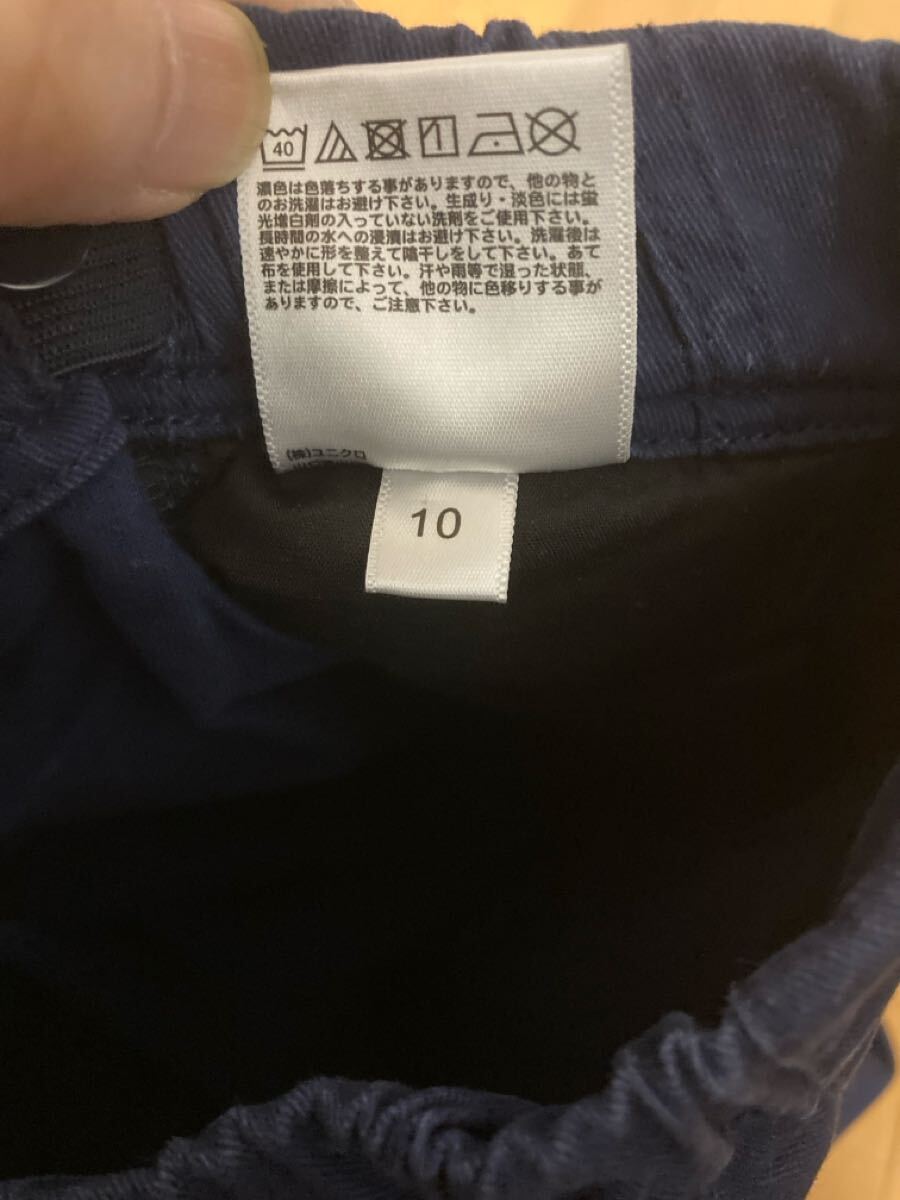 40
濃色は色落ちする事がありますので、他の物と
のお洗濯はお避け下さい。生成り・淡色には蛍
光増白剤の入っていない洗剤をご使用下さい。
長時間の水への浸漬はお避け下さい。洗濯後は
速やかに形を整えて陰干しをして下さい。あて
布を使用して下さい。汗や雨等で湿った状態、
または摩擦によって、他の物に色移りする事が
ありますので、ご注意下さい。
(株)ユニクロ
10